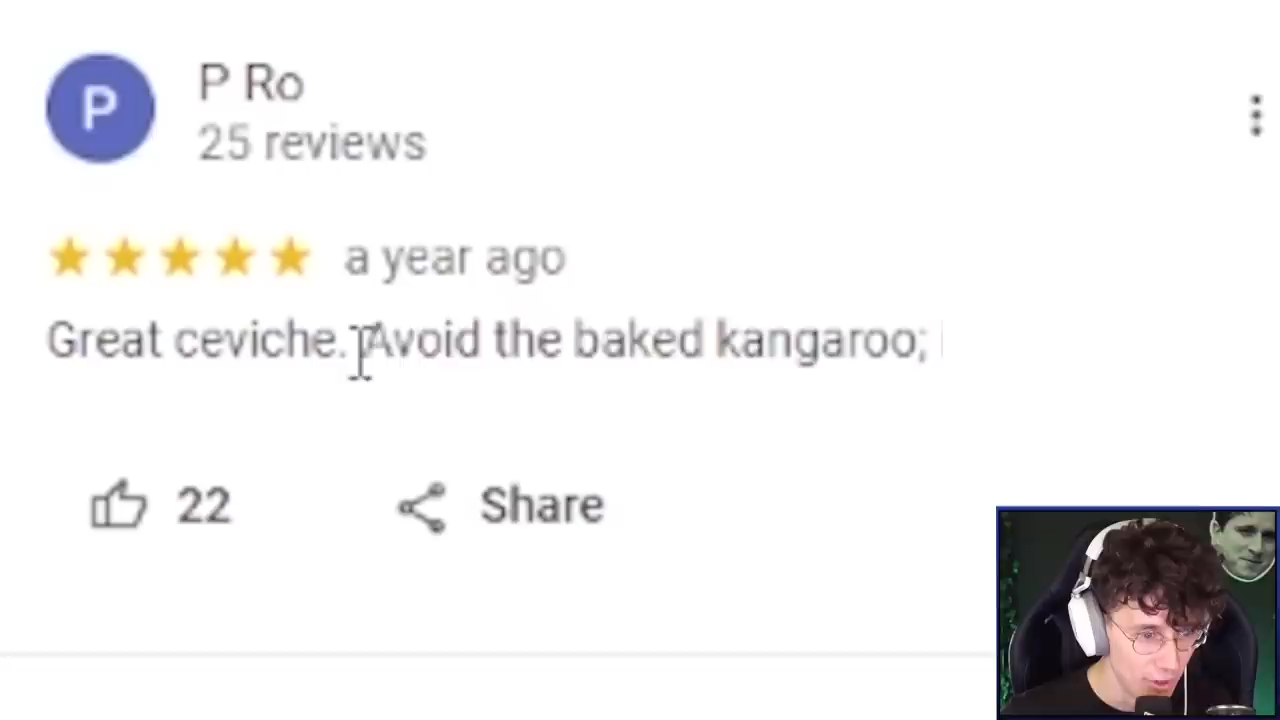 P
P Ro
25 reviews
★★★★★ a year ago
Great ceviche. Avoid the baked kangaroo;
22
Share